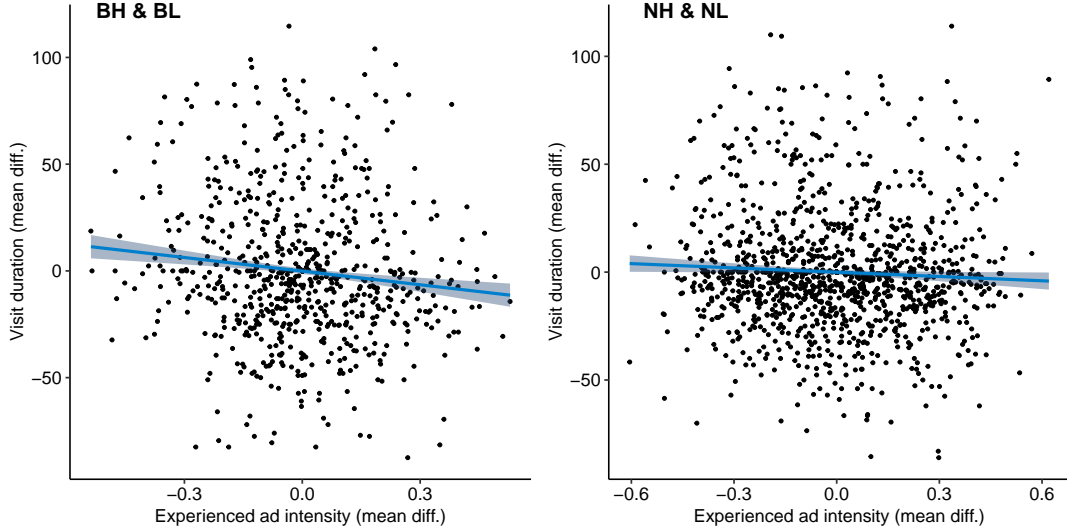 BH & BL
100
50
0
−50
Visit duration (mean diff.)
−0.3
0.0
0.3
Experienced ad intensity (mean diff.)
NH & NL
100
50
0
−50
Visit duration (mean diff.)
−0.6
−0.3
0.0
0.3
0.6
Experienced ad intensity (mean diff.)